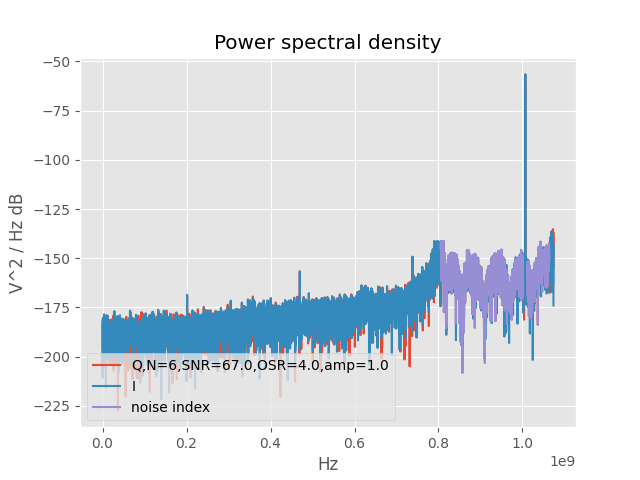 Power spectral density
−50
−75
−100
−125
−150
−175
−200
−225
V^2 / Hz dB
Q,N=6,SNR=67.0,OSR=4.0,amp=1.0
I
noise index
0.0
0.2
0.4
0.6
0.8
1.0
1e9
Hz